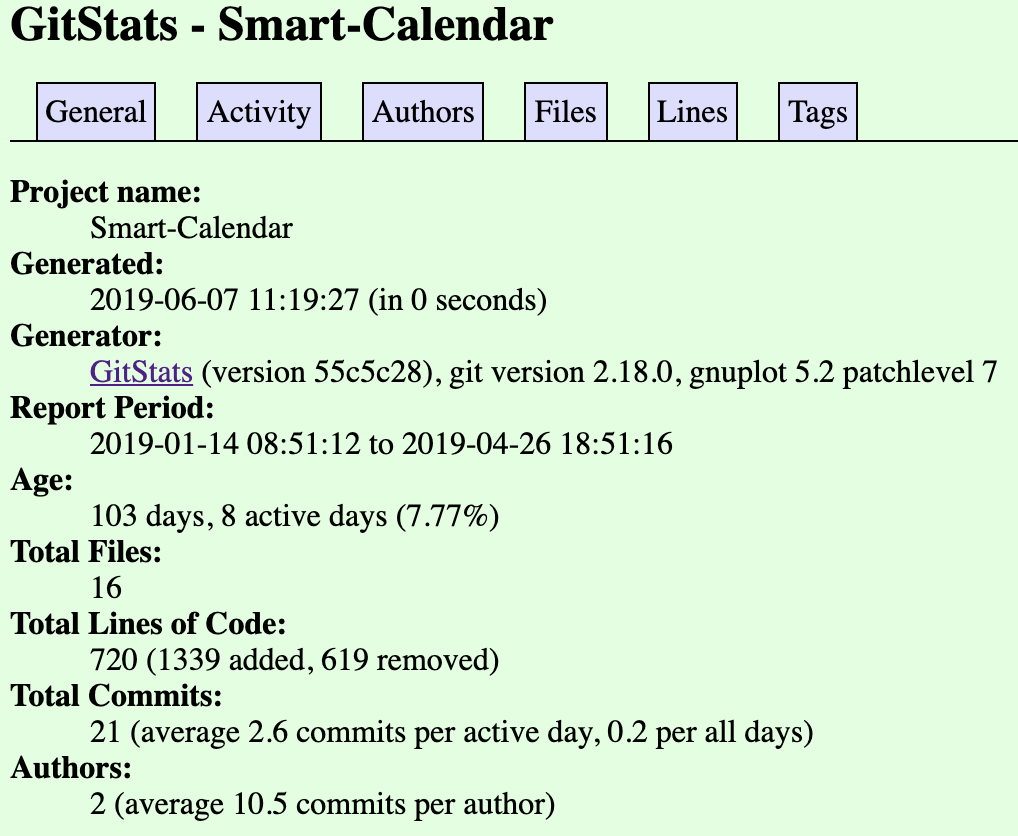 GitStats - Smart-Calendar
General Activity Authors Files Lines Tags
Project name:
Smart-Calendar
Generated:
2019-06-07 11:19:27 (in 0 seconds)
Generator:
GitStats (version 55c5c28), git version 2.18.0, gnuplot 5.2 patchlevel 7
Report Period:
2019-01-14 08:51:12 to 2019-04-26 18:51:16
Age:
103 days, 8 active days (7.77%)
Total Files:
16
Total Lines of Code:
720 (1339 added, 619 removed)
Total Commits:
21 (average 2.6 commits per active day, 0.2 per all days)
Authors:
2 (average 10.5 commits per author)